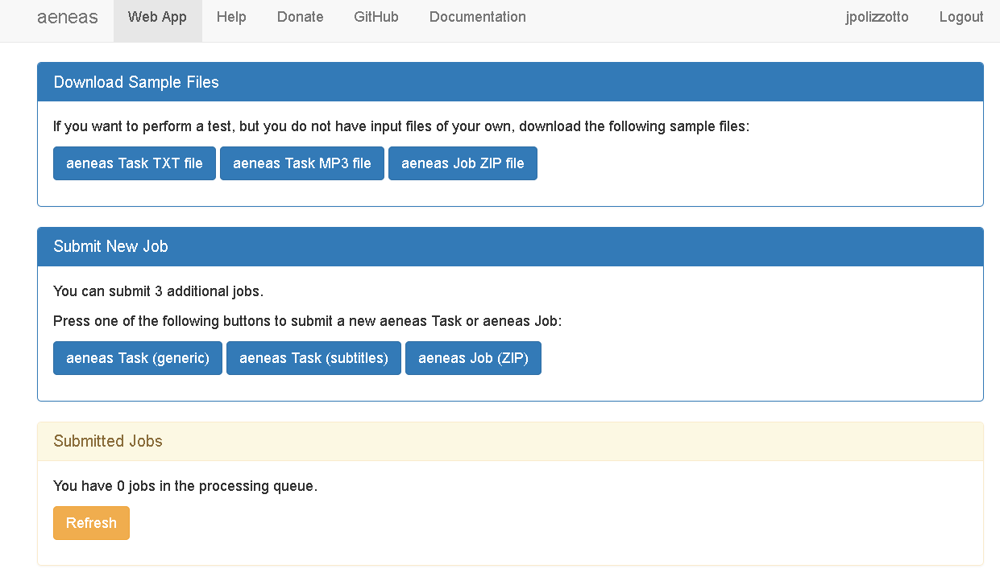 aeneas Web App Help Donate GitHub Documentation jpolizzotto Logout
Download Sample Files
If you want to perform a test, but you do not have input files of your own, download the following sample files:
aeneas Task TXT file aeneas Task MP3 file aeneas Job ZIP file
Submit New Job
You can submit 3 additional jobs.
Press one of the following buttons to submit a new aeneas Task or aeneas Job:
aeneas Task (generic) aeneas Task (subtitles) aeneas Job (ZIP)
Submitted Jobs
You have 0 jobs in the processing queue.
Refresh